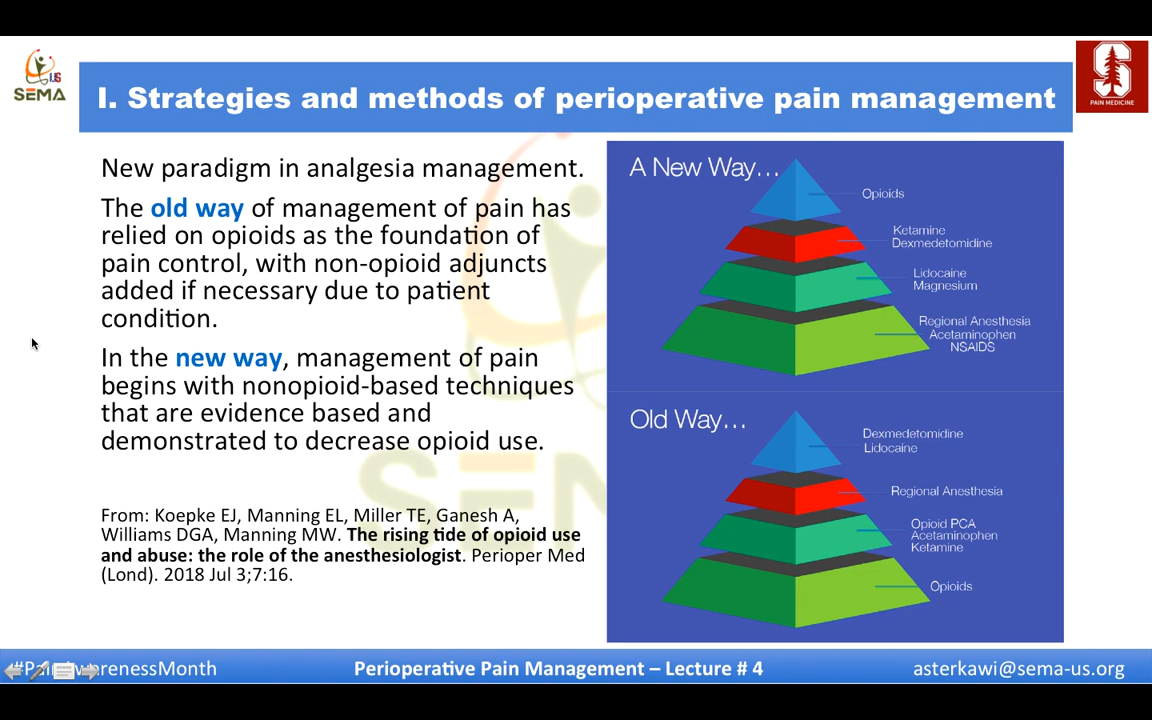 US
SEMA
I. Strategies and methods of perioperative pain management
S
PAIN MEDICINE
New paradigm in analgesia management.
The old way of management of pain has
relied on opioids as the foundation of
pain control, with non-opioid adjuncts
added if necessary due to patient
condition.
In the new way, management of pain
begins with nonopioid-based techniques
that are evidence based and
demonstrated to decrease opioid use.
From: Koepke EJ, Manning EL, Miller TE, Ganesh A,
Williams DGA, Manning MW. The rising tide of opioid use
and abuse: the role of the anesthesiologist. Perioper Med
(Lond). 2018 Jul 3;7:16.
A New Way...
Opioids
Ketamine
Dexmedetomidine
Lidocaine
Magnesium
Regional Anesthesia
Acetaminophen
NSAIDS
Old Way...
Dexmedetomidine
Lidocaine
Regional Anesthesia
Opioid PCA
Acetaminophen
Ketamine
Opioids
SEM
#PainAwarenessMonth
Perioperative Pain Management – Lecture # 4
asterkawi@sema-us.org